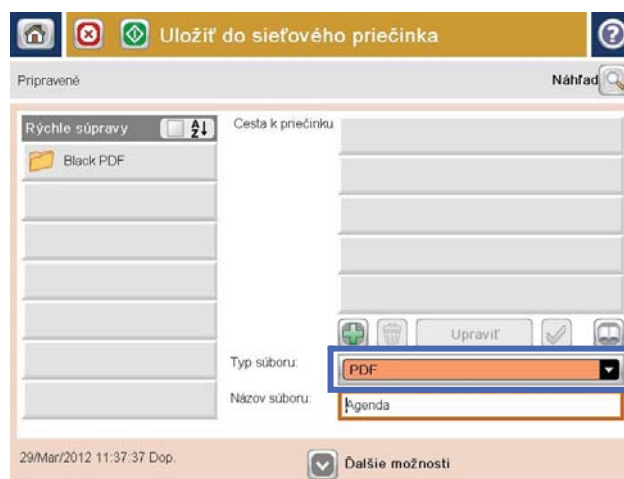 Uložiť do sieťového priečinka
Pripravené
Náhľad
Rýchle súpravy
Cesta k priečinku
Black PDF
Upraviť
Typ súboru:
PDF
Názov súboru:
Agenda
29/Mar/2012 11:37:37 Dop.
Ďalšie možnosti